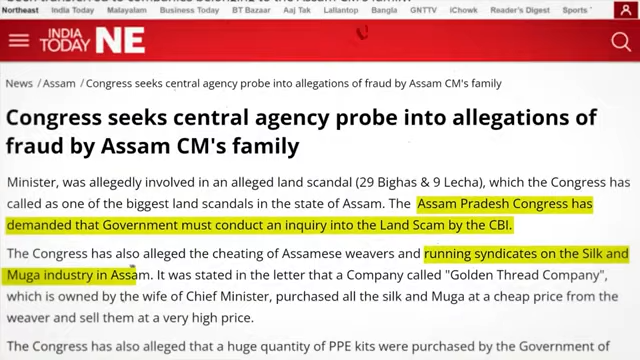 Northeast India Today Malayalam Business Today BT Bazaar Aaj Tak Lallantop Bangla GNTTV iChowk Reader's Digest Sports
INDIA
TODAY NE
News / Assam / Congress seeks central agency probe into allegations of fraud by Assam CM's family
Congress seeks central agency probe into allegations of
fraud by Assam CM's family
Minister, was allegedly involved in an alleged land scandal (29 Bighas & 9 Lecha), which the Congress has
called as one of the biggest land scandals in the state of Assam. The Assam Pradesh Congress has
demanded that Government must conduct an inquiry into the Land Scam by the CBI.
The Congress has also alleged the cheating of Assamese weavers and running syndicates on the Silk and
Muga industry in Assam. It was stated in the letter that a Company called "Golden Thread Company",
which is owned by the wife of Chief Minister, purchased all the silk and Muga at a cheap price from the
weaver and sell them at a very high price.
The Congress has also alleged that a huge quantity of PPE kits were purchased by the Government of